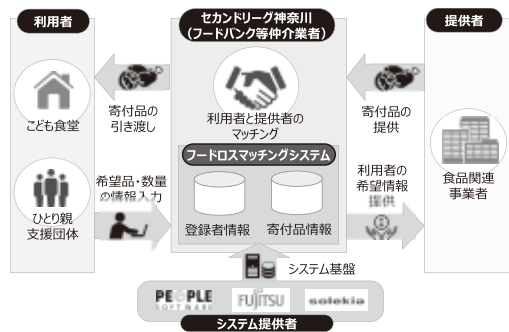 利用者
セカンドリーグ神奈川
（フードバンク等仲介業者）
提供者
寄付品の
引き渡し
こども食堂
利用者と提供者の
マッチング
寄付品の
提供
食品関連
事業者
フードロスマッチングシステム
登録者情報
寄付品情報
希望品・数量
の情報入力
ひとり親
支援団体
利用者の
希望情報
提供
システム基盤
PEOPLE
SOFTWARE
FUJITSU
solekia
システム提供者